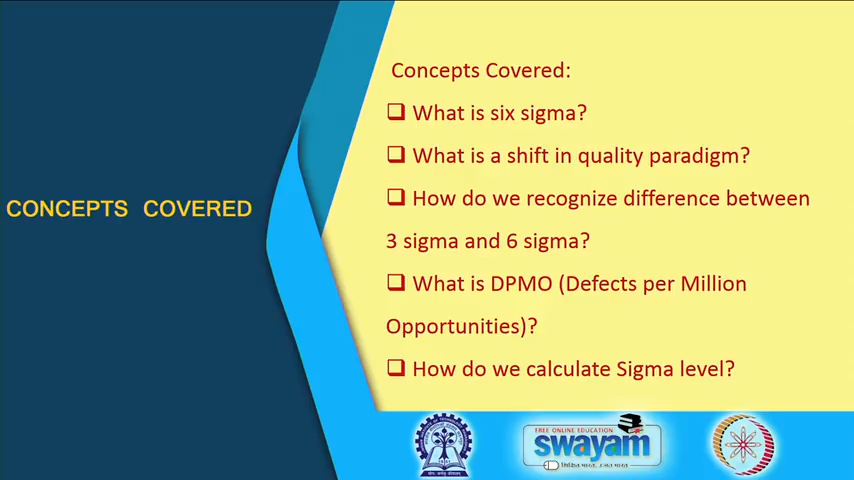 CONCEPTS COVERED
Concepts Covered:
❑ What is six sigma?
❑ What is a shift in quality paradigm?
❑ How do we recognize difference between
3 sigma and 6 sigma?
❑ What is DPMO (Defects per Million
Opportunities)?
❑ How do we calculate Sigma level?
FREE ONLINE EDUCATION
swayam